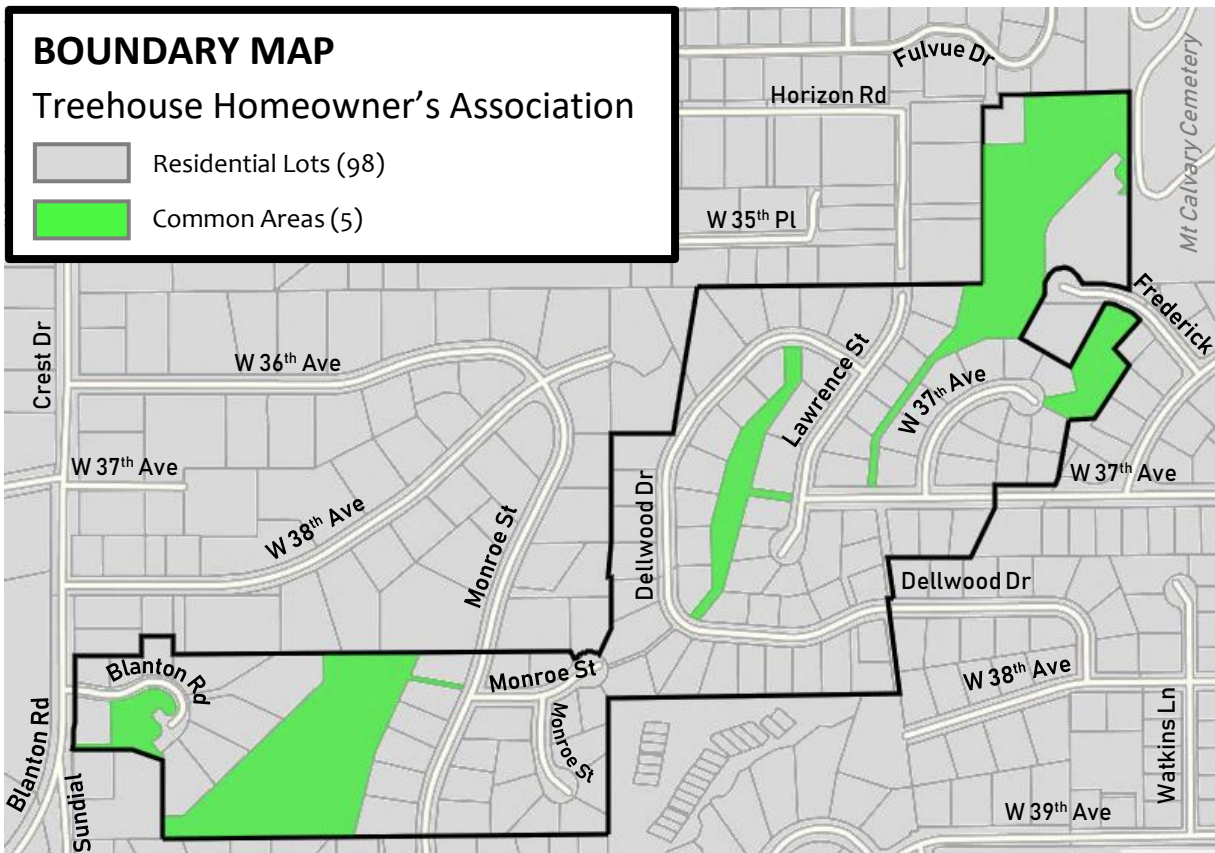 BOUNDARY MAP
Treehouse Homeowner’s Association
Residential Lots (98)
Common Areas (5)
Fulvue Dr
Horizon Rd
Mt Calvary Cemetery
W 35th Pl
Frederick
Crest Dr
W 36th Ave
Lawrence St
W 37th Ave
W 37th Ave
W 37th Ave
W 38th Ave
Monroe St
Dellwood Dr
Dellwood Dr
Blanton Rd
Monroe St
W 38th Ave
Monroe St
Watkins Ln
Blanton Rd
Sundial
W 39th Ave